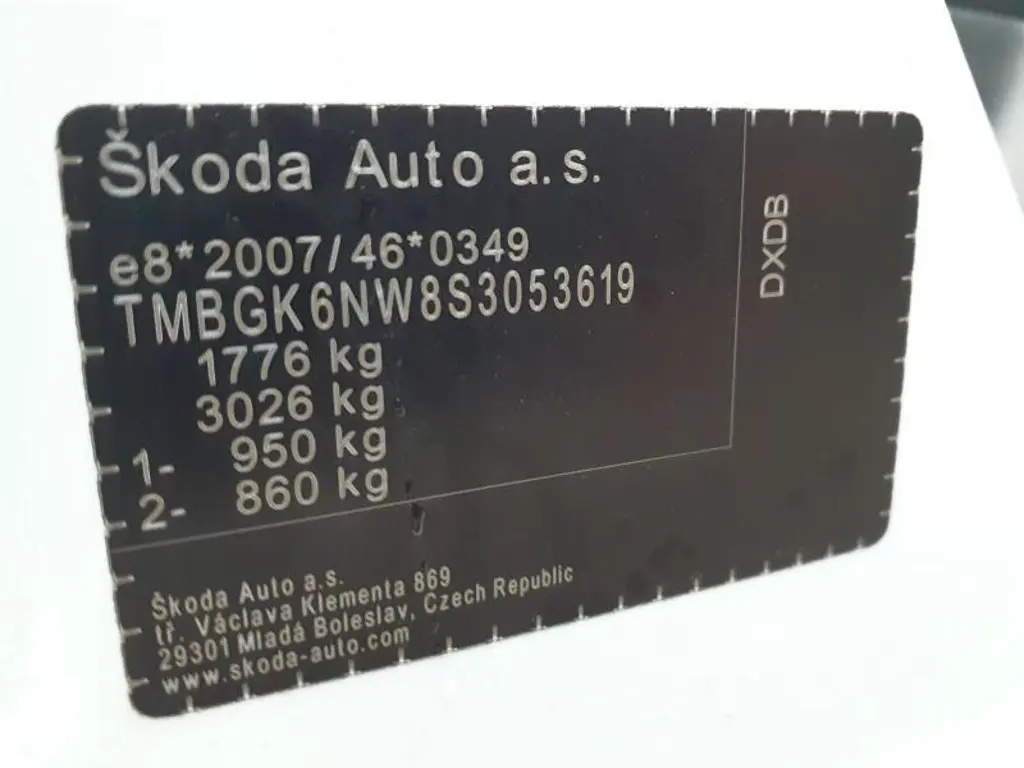 Škoda Auto a.s.
e8*2007/46*0349
TMBGK6NW8S3053619
1776 kg
3026 kg
1- 950 kg
2- 860 kg
DXDB
Škoda Auto a.s.
tř. Václava Klementa 869
29301 Mladá Boleslav, Czech Republic
www.skoda-auto.com